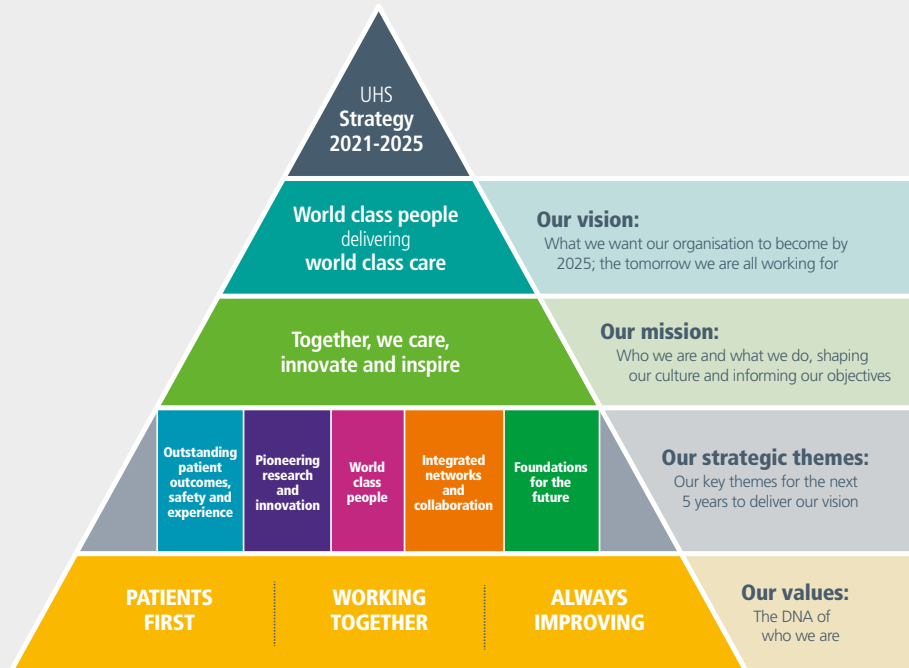 UHS
Strategy
2021-2025
World class people
delivering
world class care
Our vision:
What we want our organisation to become by
2025; the tomorrow we are all working for
Together, we care,
innovate and inspire
Our mission:
Who we are and what we do, shaping
our culture and informing our objectives
Outstanding
patient
outcomes,
safety and
experience
Pioneering
research
and
innovation
World
class
people
Integrated
networks
and
collaboration
Foundations
for the
future
Our strategic themes:
Our key themes for the next
5 years to deliver our vision
PATIENTS
FIRST
WORKING
TOGETHER
ALWAYS
IMPROVING
Our values:
The DNA of
who we are